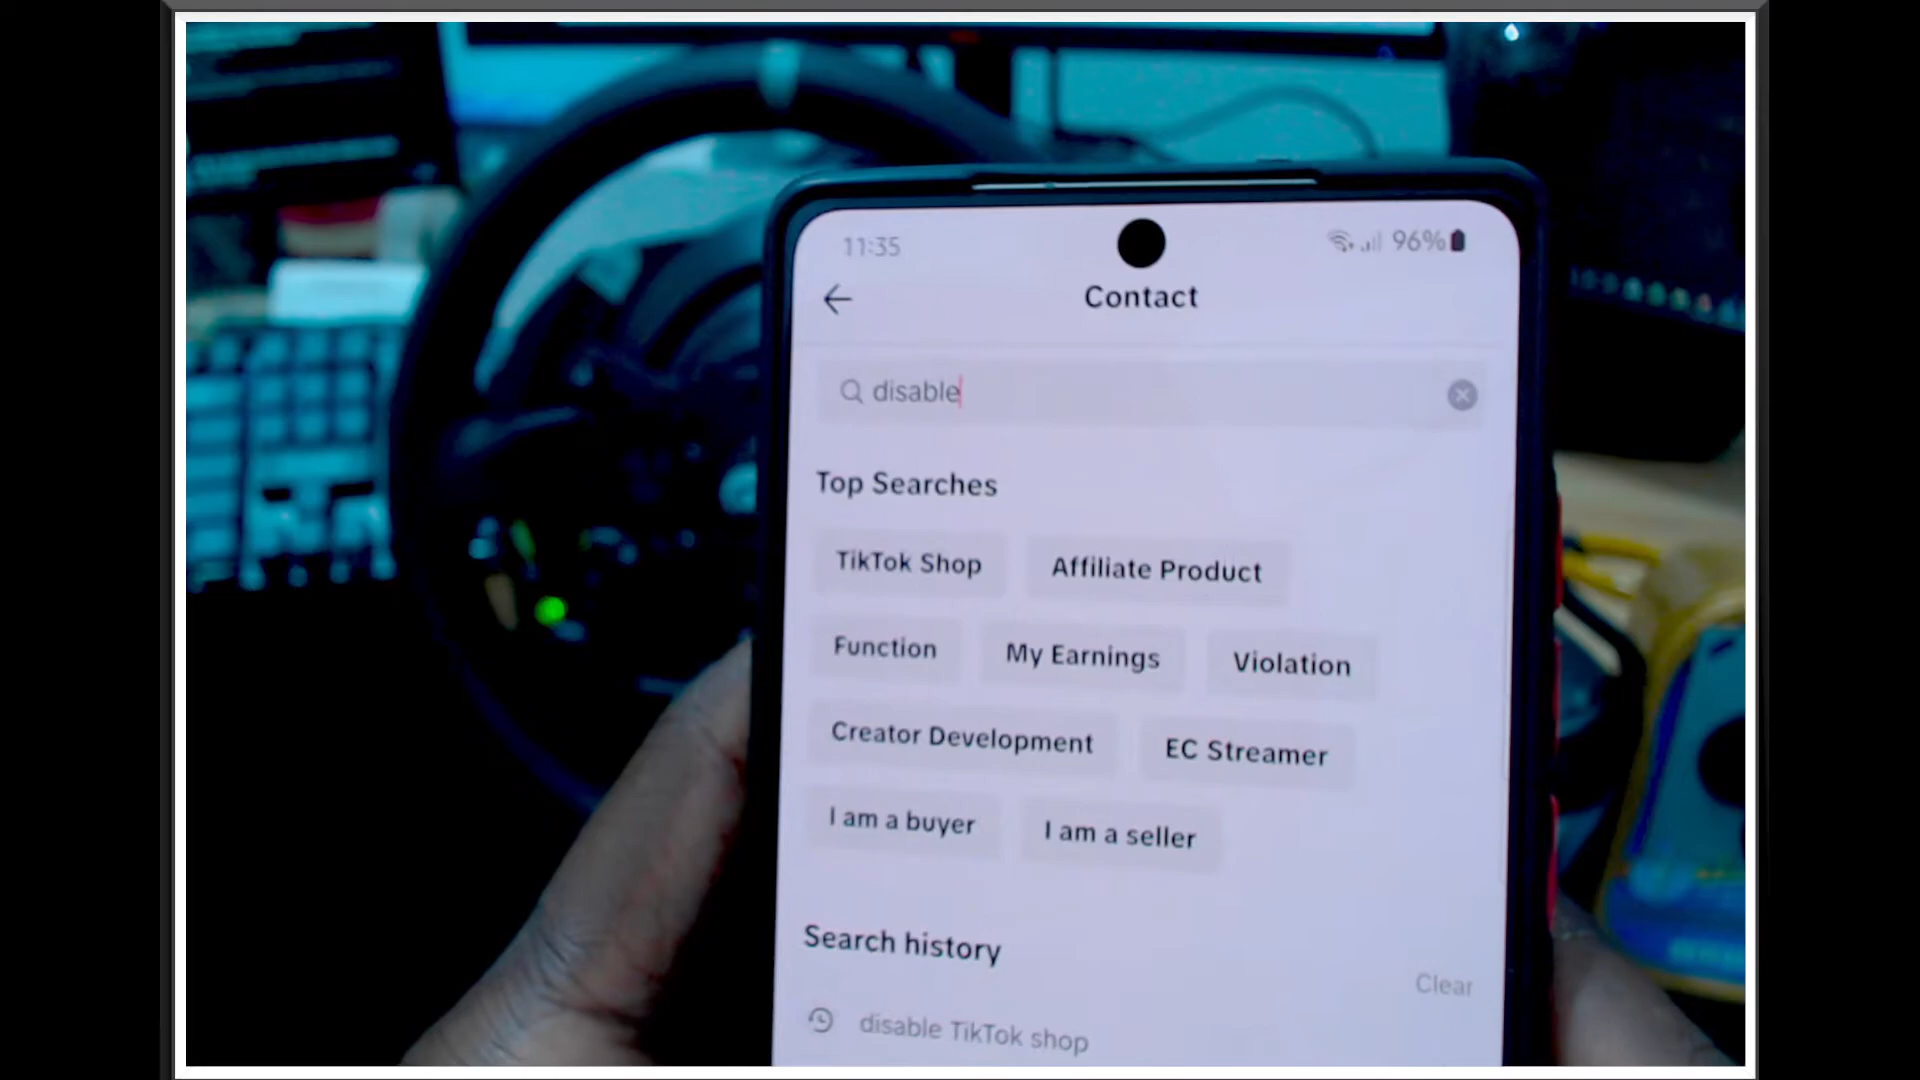 11:35 96%
Contact
disable
Top Searches
TikTok Shop Affiliate Product
Function My Earnings Violation
Creator Development EC Streamer
I am a buyer I am a seller
Search history
Clear
disable TikTok shop